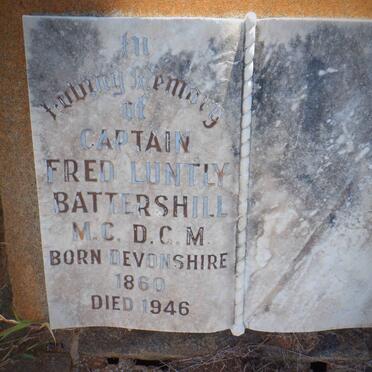 In
Loving Memory
of
CAPTAIN
FRED LUNTLY
BATTERSHILL
M.C. D.C.M.
BORN DEVONSHIRE
1860
DIED 1946